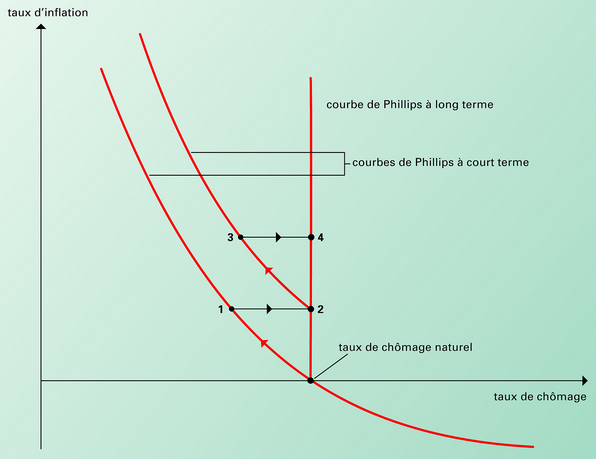 taux d'inflation
courbe de Phillips à long terme
courbes de Phillips à court terme
3
4
1
2
taux de chômage naturel
taux de chômage